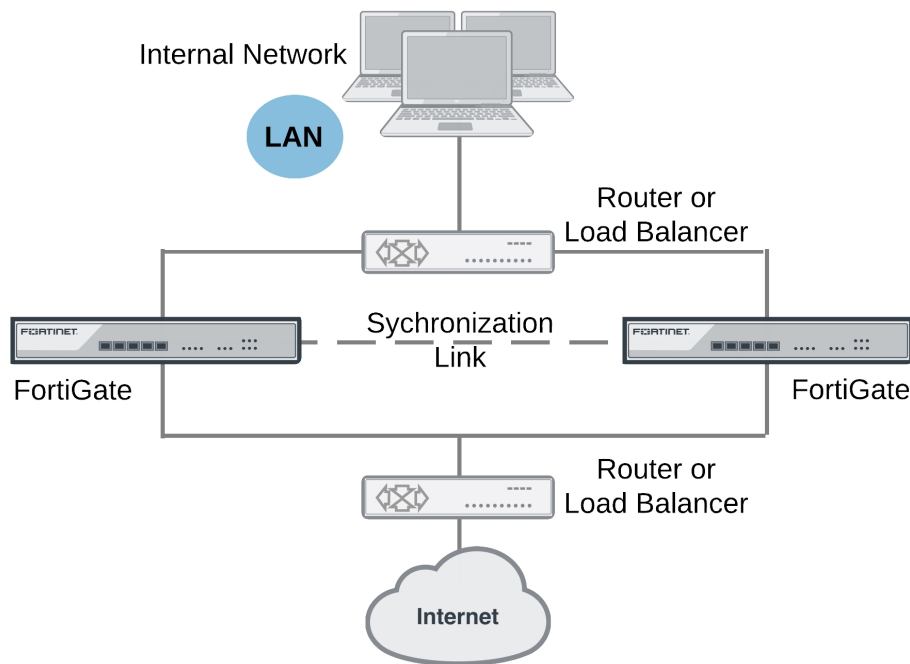 Internal Network
LAN
Router or
Load Balancer
FORTINET
FORTINET
Sychronization
Link
FortiGate
FortiGate
Router or
Load Balancer
Internet